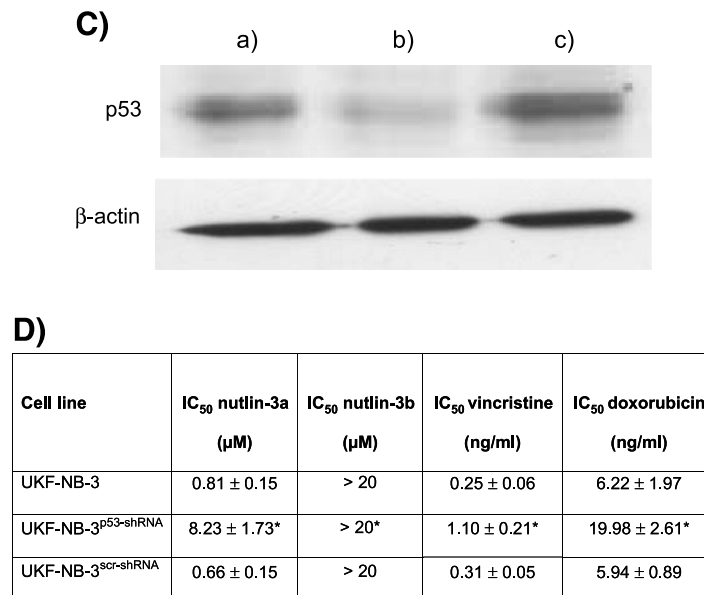 C)
a) b) c)
p53
β-actin
D)
Cell line IC50 nutlin-3a (µM) IC50 nutlin-3b (µM) IC50 vincristine (ng/ml) IC50 doxorubicin (ng/ml)
UKF-NB-3 0.81 ± 0.15 > 20 0.25 ± 0.06 6.22 ± 1.97
UKF-NB-3p53-shRNA 8.23 ± 1.73* > 20* 1.10 ± 0.21* 19.98 ± 2.61*
UKF-NB-3scr-shRNA 0.66 ± 0.15 > 20 0.31 ± 0.05 5.94 ± 0.89